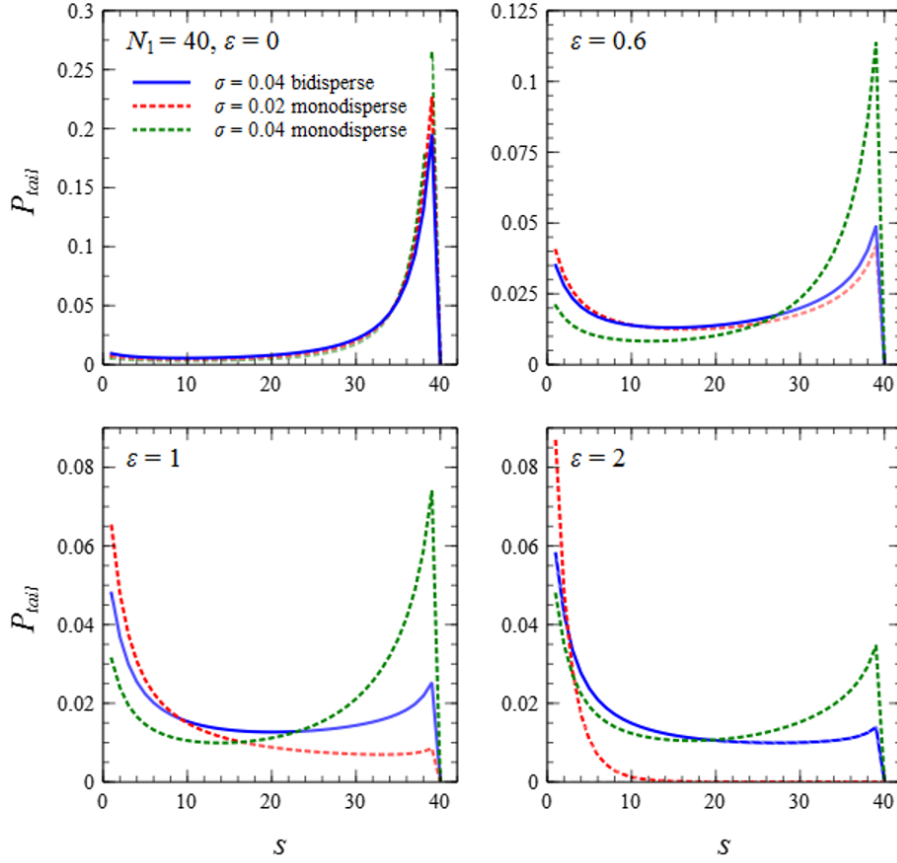 N₁ = 40, ε = 0
σ = 0.04 bidisperse
σ = 0.02 monodisperse
σ = 0.04 monodisperse
P_tail
0.3
0.25
0.2
0.15
0.1
0.05
0
0 10 20 30 40
ε = 0.6
0.125
0.1
0.075
0.05
0.025
0
0 10 20 30 40
ε = 1
P_tail
0.08
0.06
0.04
0.02
0
0 10 20 30 40
s
ε = 2
0.08
0.06
0.04
0.02
0
0 10 20 30 40
s